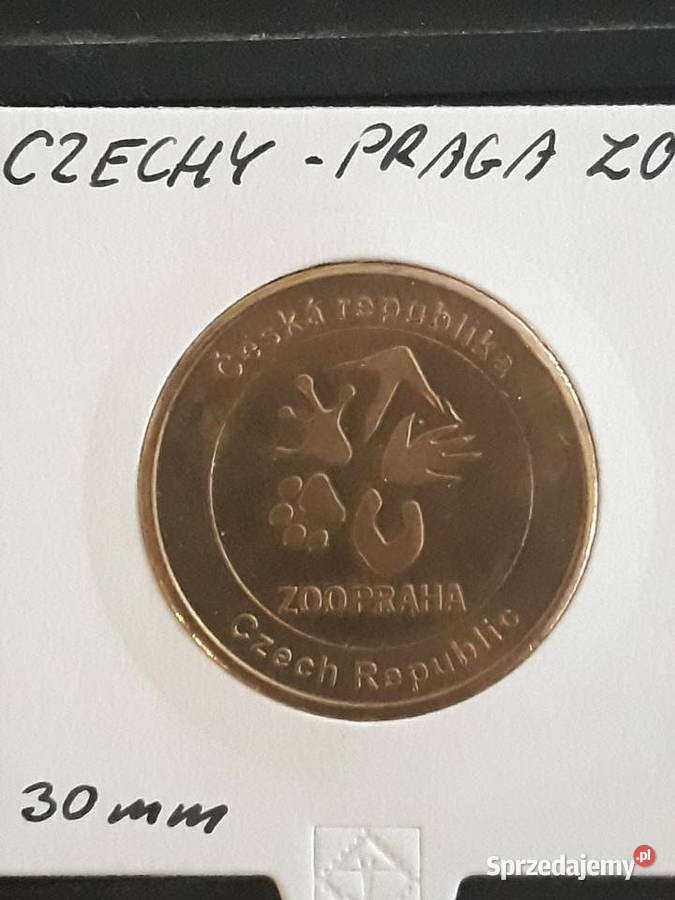 CZECHY - PRAGA ZO
Česká republika
ZOOPRAHA
Czech Republic
30 mm
Sprzedajemy.pl